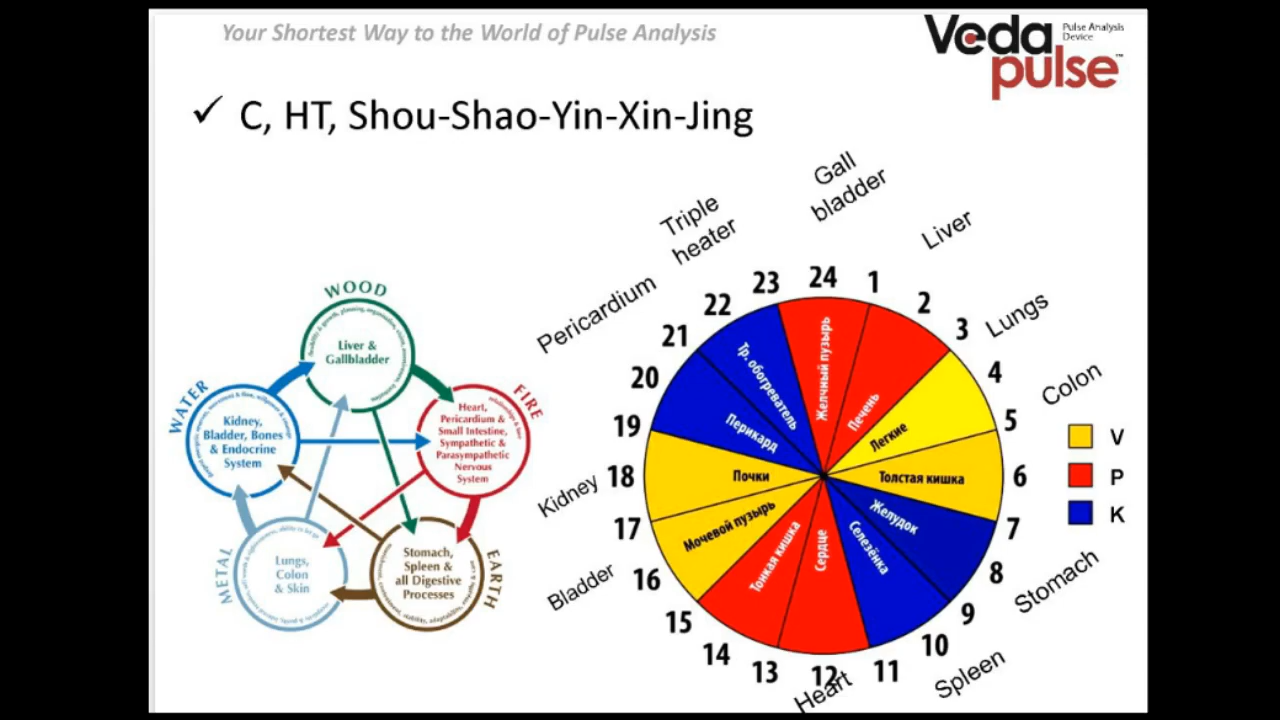 Your Shortest Way to the World of Pulse Analysis
Veda
pulse™
Pulse Analysis
Device
✓ C, HT, Shou-Shao-Yin-Xin-Jing
WOOD
Liver &
Gallbladder
FIRE
Heart,
Pericardium &
Small Intestine,
Sympathetic &
Parasympathetic
Nervous
System
EARTH
Stomach,
Spleen &
all Digestive
Processes
METAL
Lungs,
Colon
& Skin
WATER
Kidney,
Bladder, Bones
& Endocrine
System
Gall
bladder
Liver
Lungs
Colon
Stomach
Spleen
Heart
Bladder
Kidney
Pericardium
Triple
heater
24
1
2
3
4
5
6
7
8
9
10
11
12
13
14
15
16
17
18
19
20
21
22
23
Желчный пузырь
Печень
Легкие
Толстая кишка
Желудок
Селезёнка
Сердце
Тонкая кишка
Мочевой пузырь
Почки
Перикард
Тр. обогреватель
V
P
K